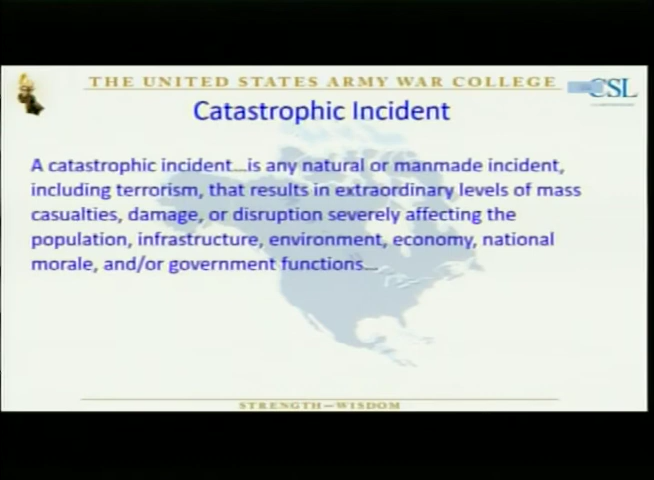 THE UNITED STATES ARMY WAR COLLEGE
CSL
Catastrophic Incident
A catastrophic incident...is any natural or manmade incident,
including terrorism, that results in extraordinary levels of mass
casualties, damage, or disruption severely affecting the
population, infrastructure, environment, economy, national
morale, and/or government functions...
STRENGTH—WISDOM